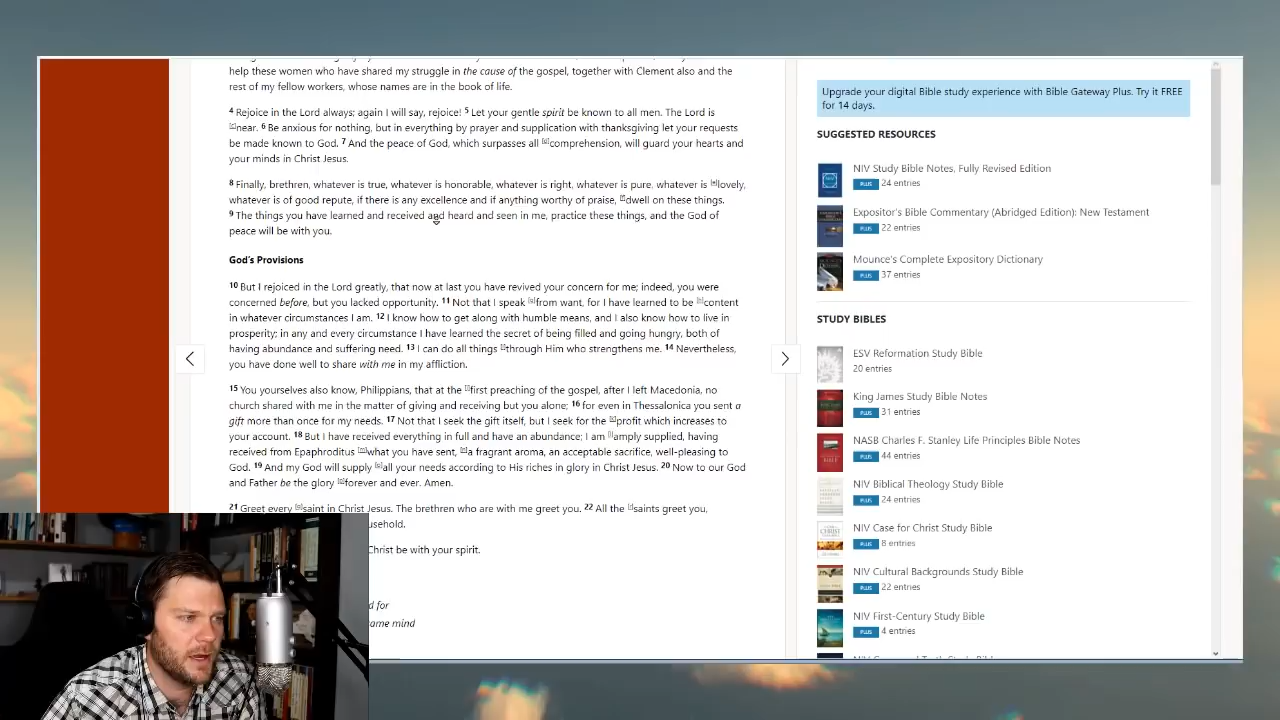 help these women who have shared my struggle in the cause of the gospel, together with Clement also and the
rest of my fellow workers, whose names are in the book of life.
4 Rejoice in the Lord always; again I will say, rejoice! 5 Let your gentle spirit be known to all men. The Lord is
near. 6 Be anxious for nothing, but in everything by prayer and supplication with thanksgiving let your requests
be made known to God. 7 And the peace of God, which surpasses all comprehension, will guard your hearts and
your minds in Christ Jesus.
8 Finally, brethren, whatever is true, whatever is honorable, whatever is right, whatever is pure, whatever is lovely,
whatever is of good repute, if there is any excellence and if anything worthy of praise, dwell on these things.
9 The things you have learned and received and heard and seen in me, practice these things, and the God of
peace will be with you.
God's Provisions
10 But I rejoiced in the Lord greatly, that now at last you have revived your concern for me; indeed, you were
concerned before, but you lacked opportunity. 11 Not that I speak from want, for I have learned to be content
in whatever circumstances I am. 12 I know how to get along with humble means, and I also know how to live in
prosperity; in any and every circumstance I have learned the secret of being filled and going hungry, both of
having abundance and suffering need. 13 I can do all things through Him who strengthens me. 14 Nevertheless,
you have done well to share with me in my affliction.
15 You yourselves also know, Philippians, that at the first preaching of the gospel, after I left Macedonia, no
church shared with me in the matter of giving and receiving but you alone; 16 for even in Thessalonica you sent a
gift more than once for my needs. 17 Not that I seek the gift itself, but I seek for the profit which increases to
your account. 18 But I have received everything in full and have an abundance; I am amply supplied, having
received from Epaphroditus what you have sent, a fragrant aroma, an acceptable sacrifice, well-pleasing to
God. 19 And my God will supply all your needs according to His riches in glory in Christ Jesus. 20 Now to our God
and Father be the glory forever and ever. Amen.
21 Greet every saint in Christ Jesus. The brethren who are with me greet you. 22 All the saints greet you,
usehold.
Christ be with your spirit.
d for
ame mind
Upgrade your digital Bible study experience with Bible Gateway Plus. Try it FREE
for 14 days.
SUGGESTED RESOURCES
NIV Study Bible Notes, Fully Revised Edition
PLUS 24 entries
Expositor's Bible Commentary (Abridged Edition): New Testament
PLUS 22 entries
Mounce's Complete Expository Dictionary
PLUS 37 entries
STUDY BIBLES
ESV Reformation Study Bible
20 entries
King James Study Bible Notes
PLUS 31 entries
NASB Charles F. Stanley Life Principles Bible Notes
PLUS 44 entries
NIV Biblical Theology Study Bible
PLUS 24 entries
NIV Case for Christ Study Bible
PLUS 8 entries
NIV Cultural Backgrounds Study Bible
PLUS 22 entries
NIV First-Century Study Bible
PLUS 4 entries